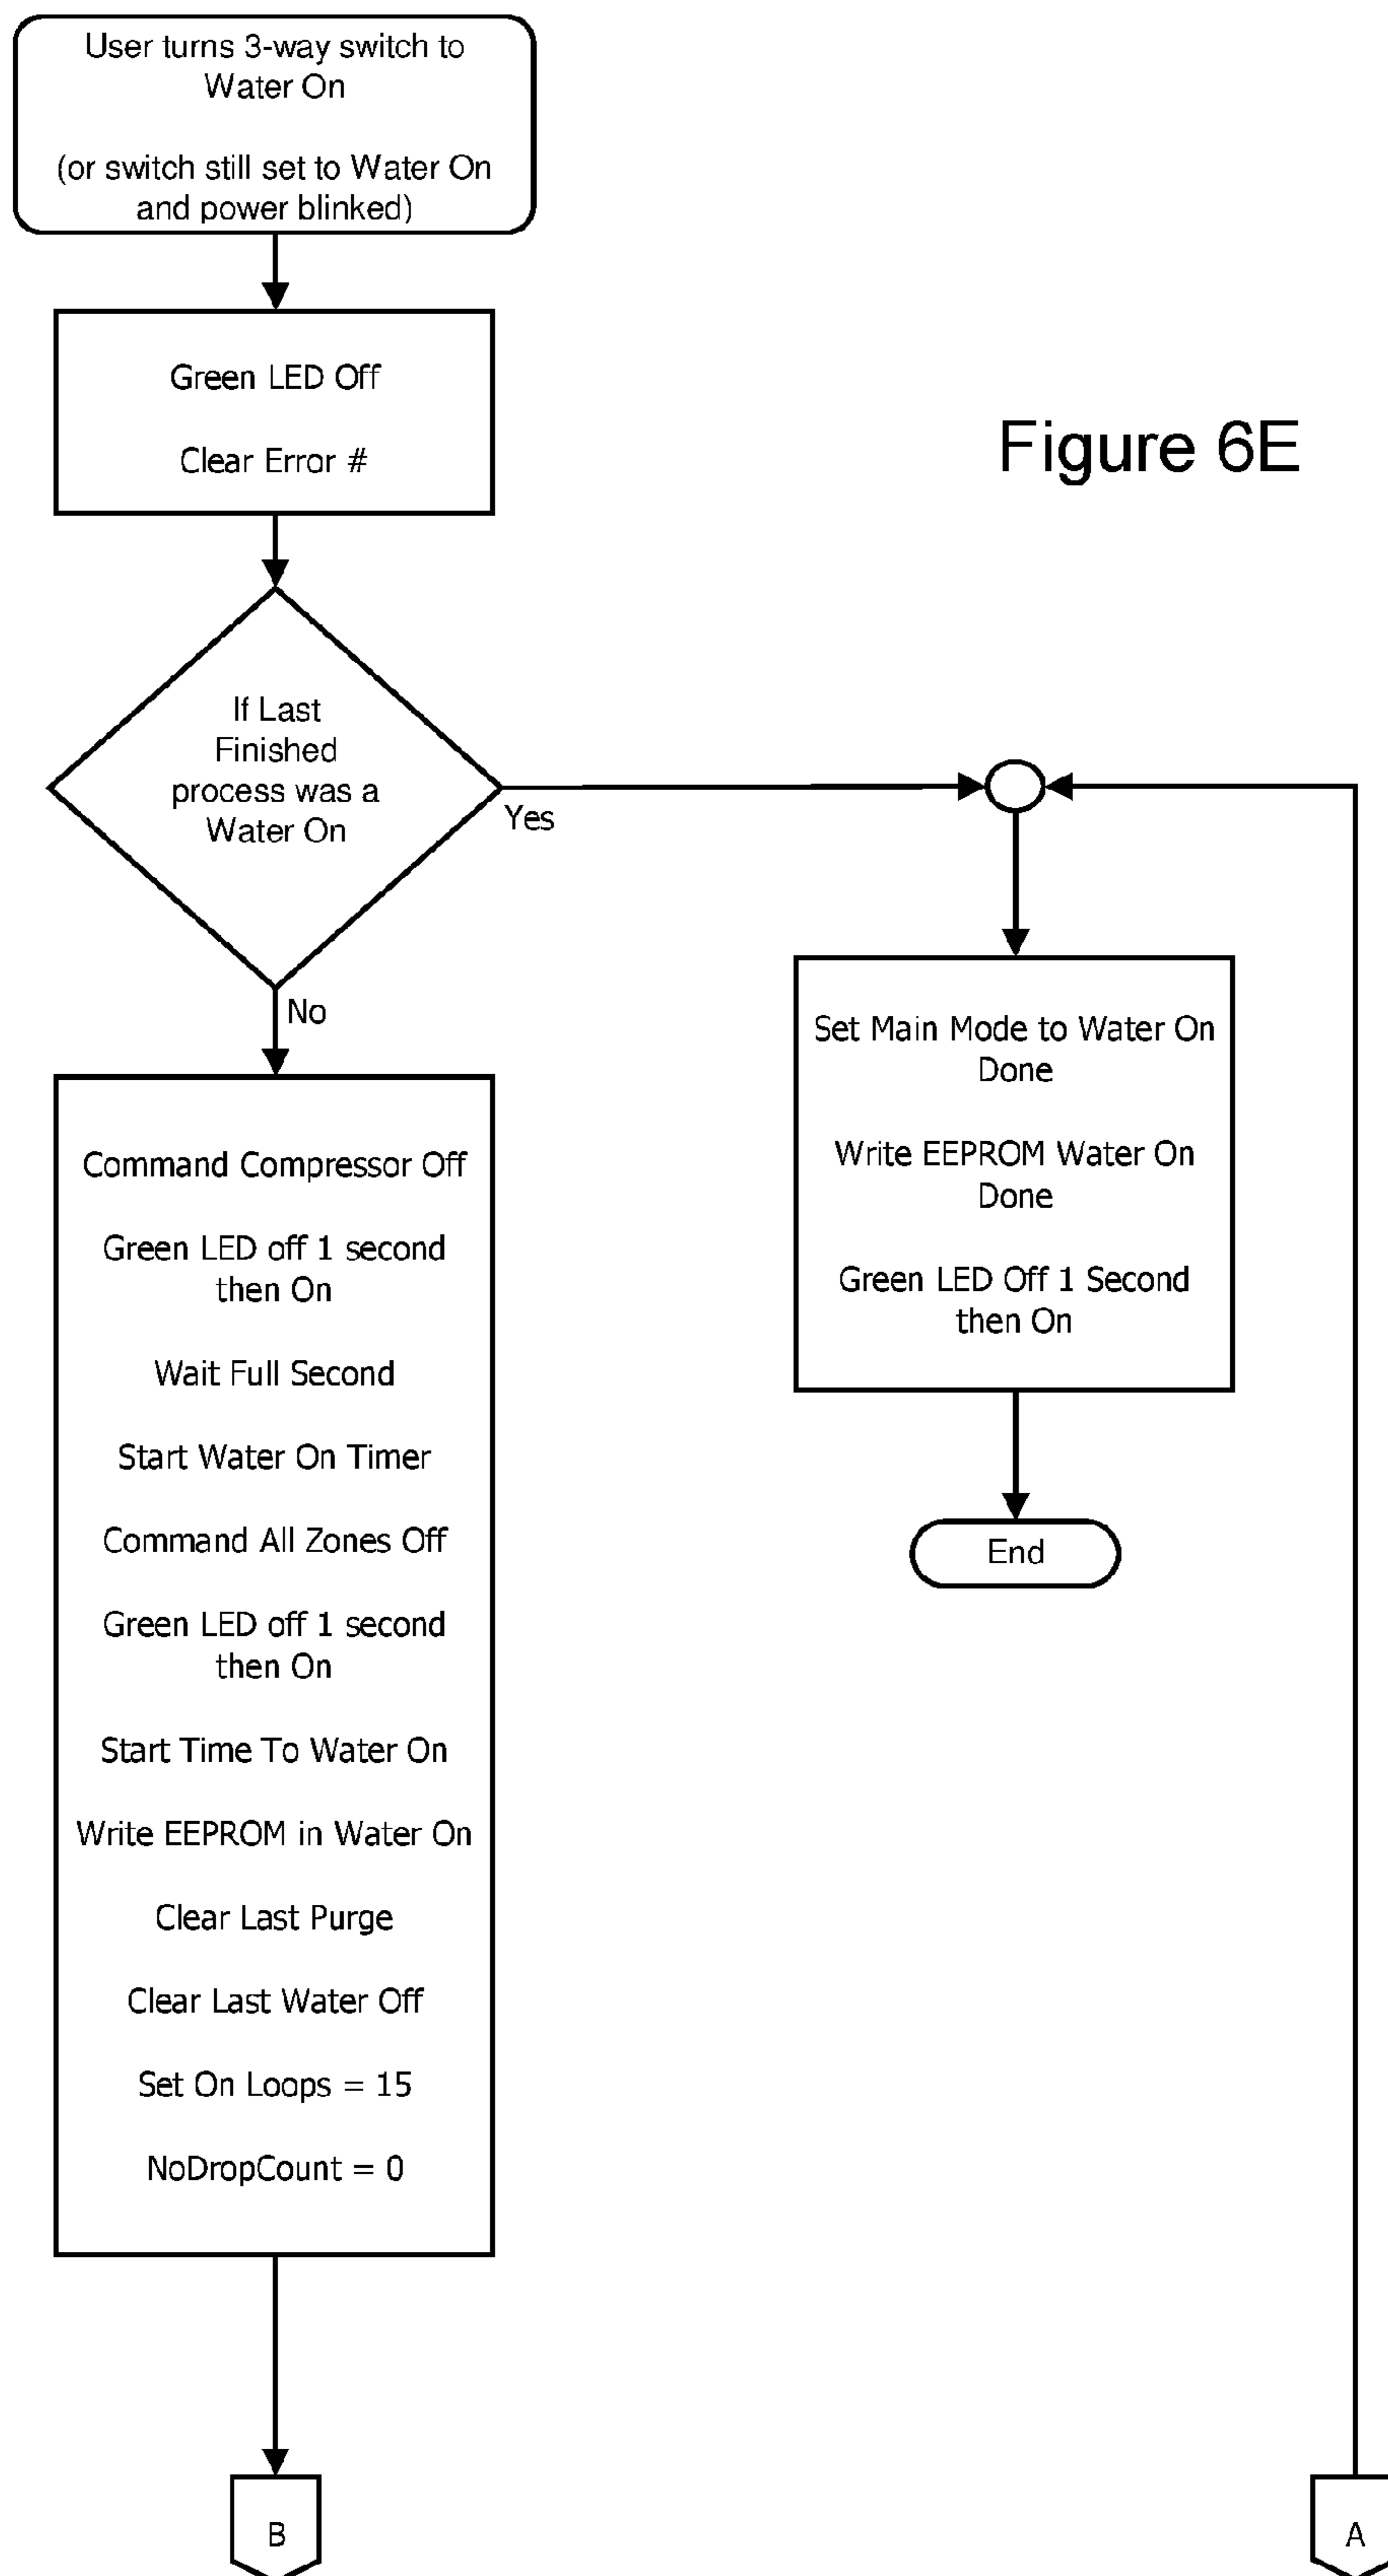 User turns 3-way switch to
Water On
(or switch still set to Water On
and power blinked)
Green LED Off
Clear Error #
Figure 6E
If Last
Finished
process was a
Water On
Yes
No
Command Compressor Off
Green LED off 1 second
then On
Wait Full Second
Start Water On Timer
Command All Zones Off
Green LED off 1 second
then On
Start Time To Water On
Write EEPROM in Water On
Clear Last Purge
Clear Last Water Off
Set On Loops = 15
NoDropCount = 0
Set Main Mode to Water On
Done
Write EEPROM Water On
Done
Green LED Off 1 Second
then On
End
B
A